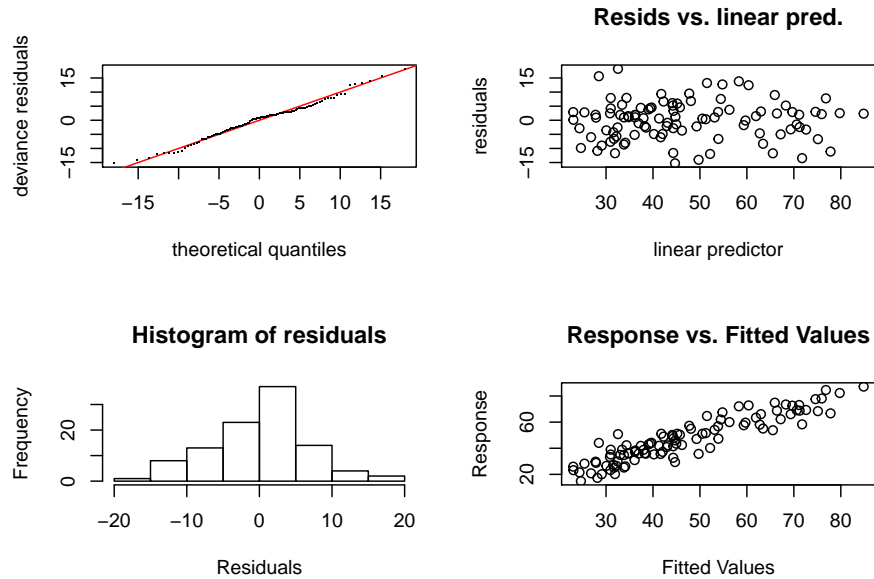 deviance residuals
−15 0 15
−15 −5 0 5 10 15
theoretical quantiles
Resids vs. linear pred.
residuals
−15 0 15
30 40 50 60 70 80
linear predictor
Histogram of residuals
Frequency
0 20
−20 −10 0 10 20
Residuals
Response vs. Fitted Values
Response
20 60
30 40 50 60 70 80
Fitted Values